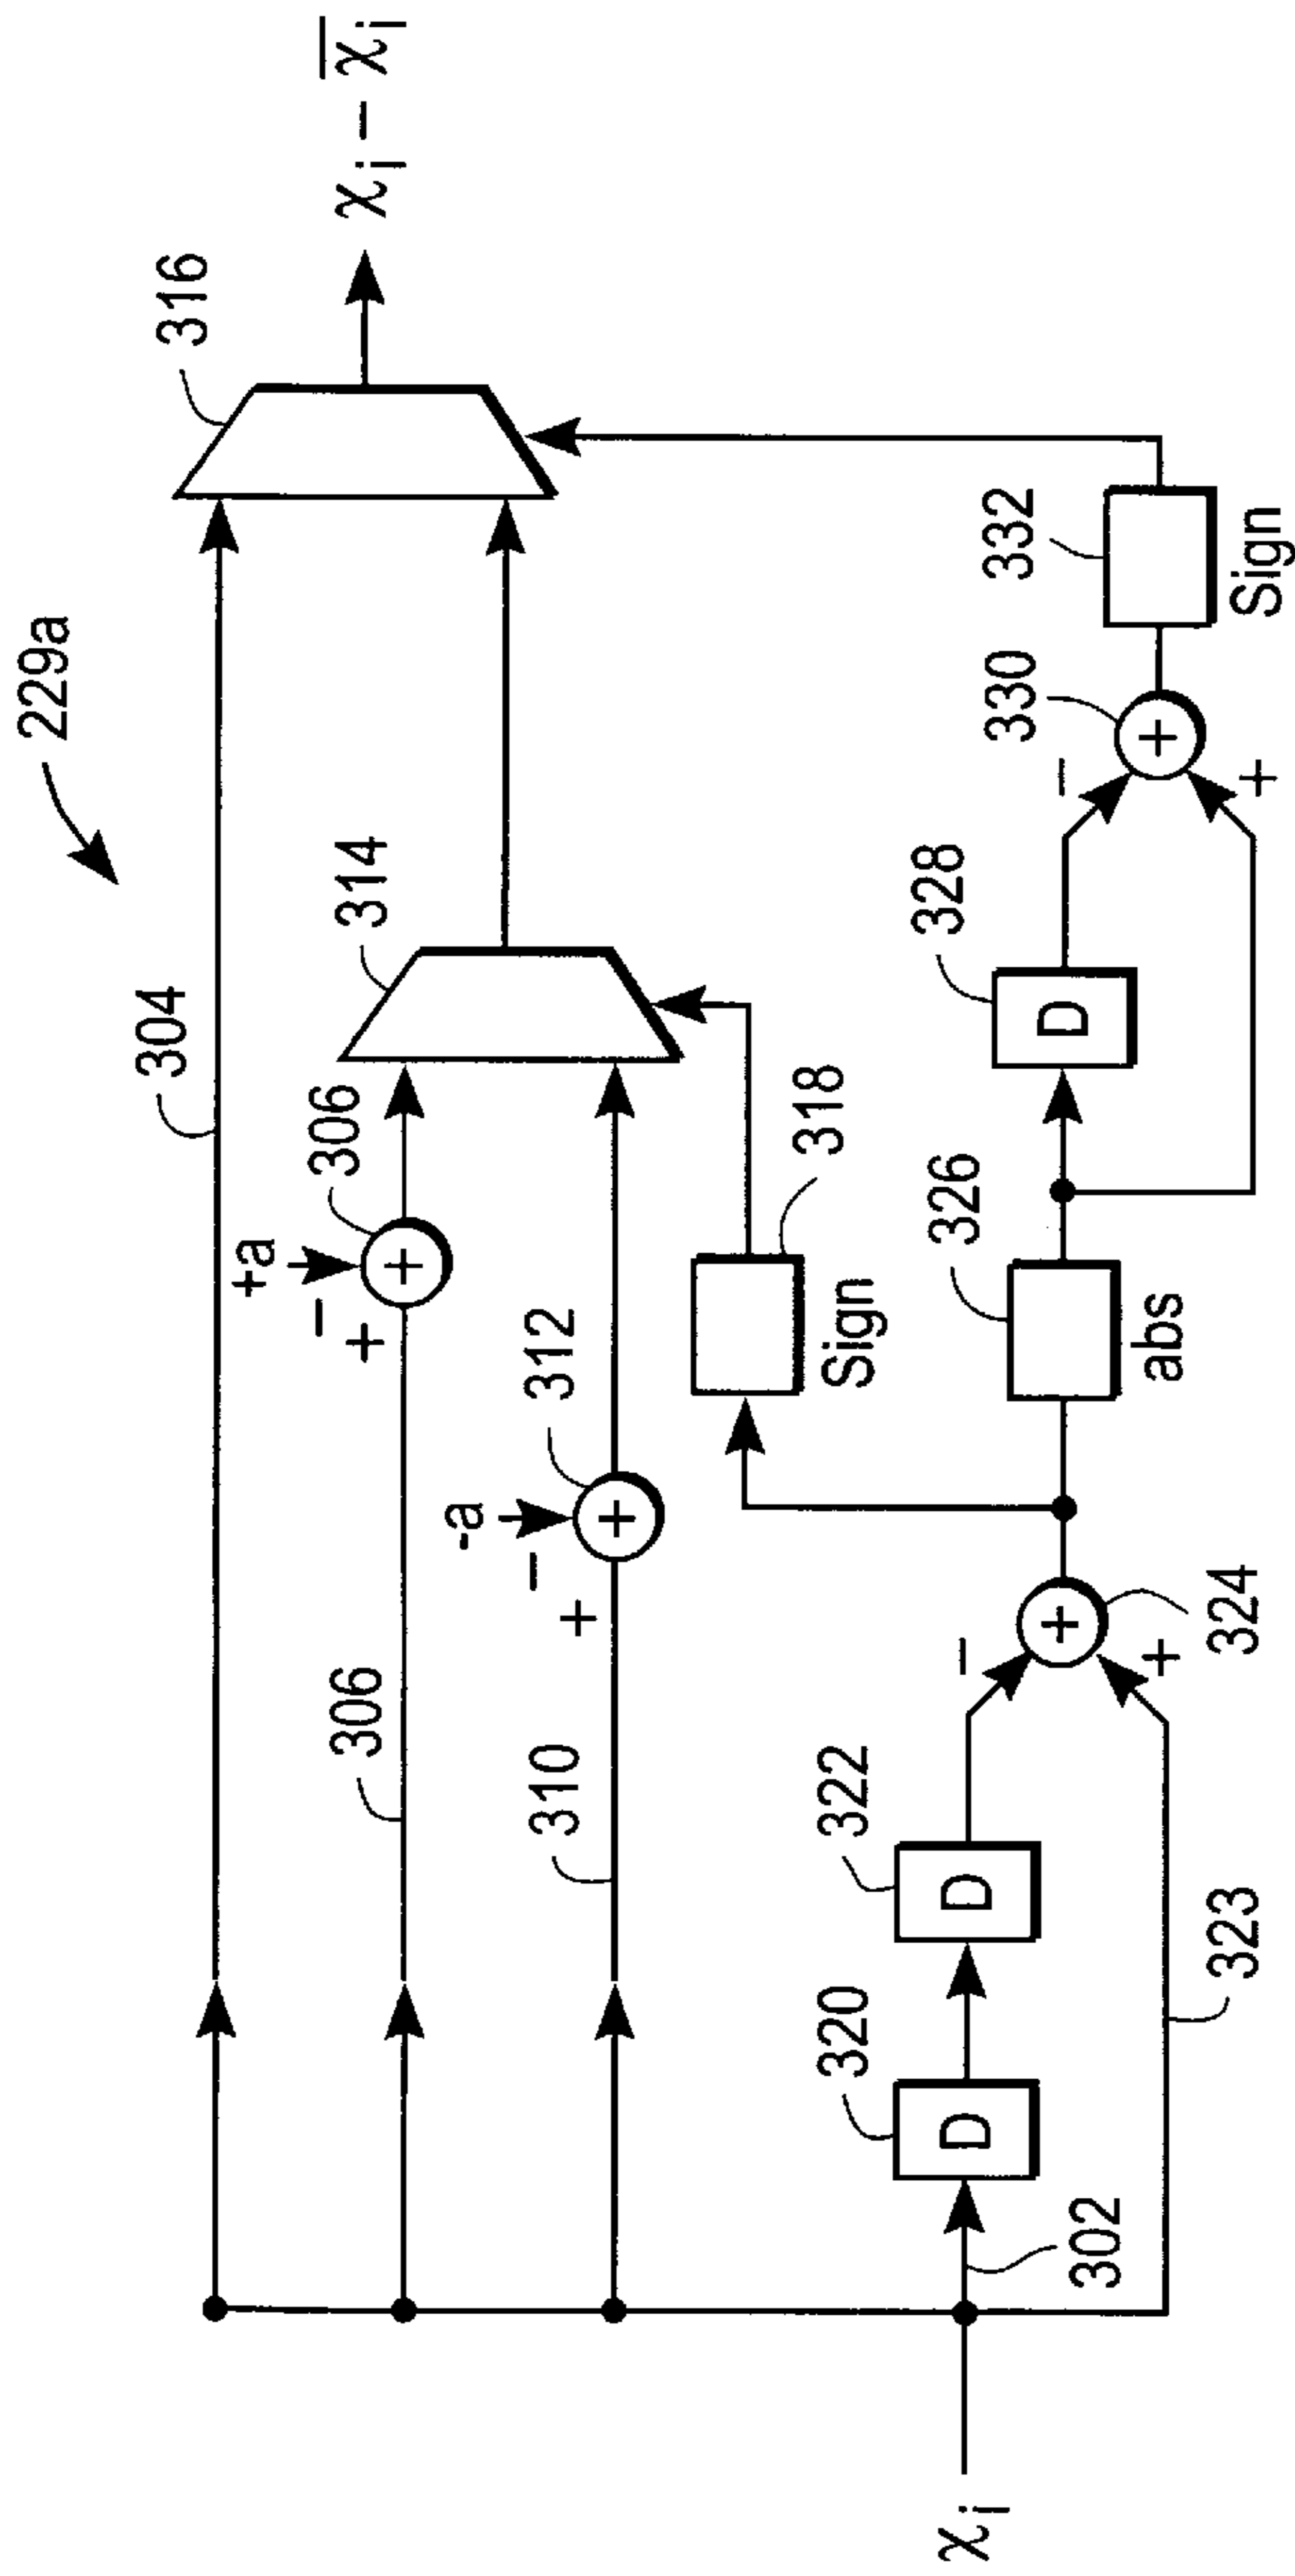 229a
316
χi − χ̅i
304
314
306
+a
−
+
+
306
312
-a
−
+
+
310
318
Sign
332
Sign
330
−
+
+
328
D
326
abs
324
−
+
+
322
D
320
D
323
302
χi